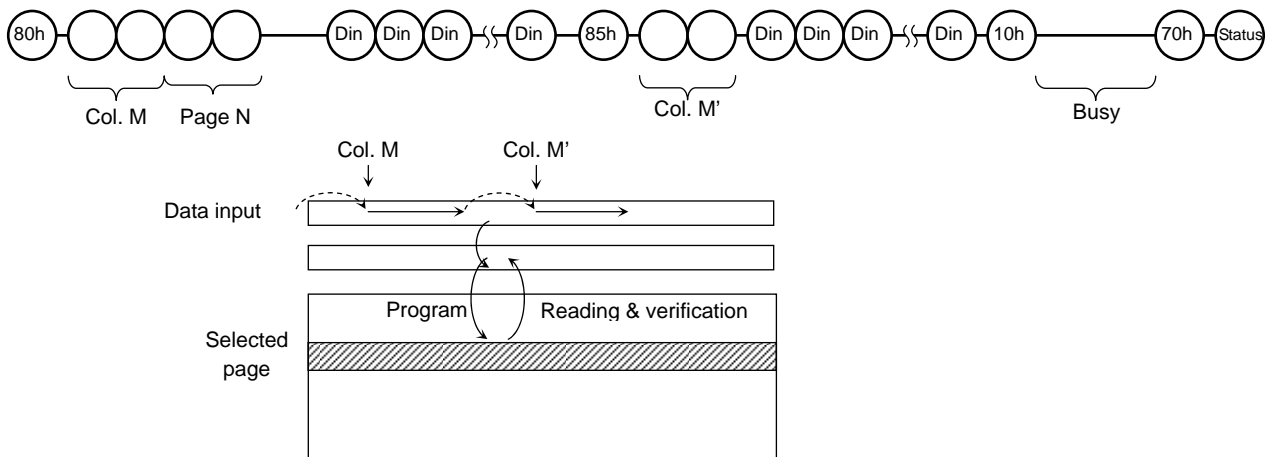 80h Din Din Din Din 85h Din Din Din Din 10h 70h Status
Col. M Page N Col. M' Busy
Col. M Col. M'
Data input
Program Reading & verification
Selected
page